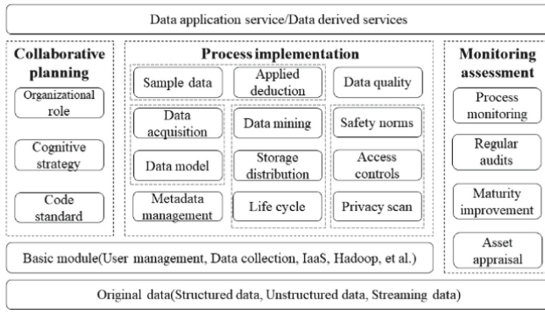 Data application service/Data derived services
Collaborative
planning
Organizational
role
Cognitive
strategy
Code
standard
Process implementation
Sample data
Applied
deduction
Data quality
Data
acquisition
Data mining
Safety norms
Data model
Storage
distribution
Access
controls
Metadata
management
Life cycle
Privacy scan
Monitoring
assessment
Process
monitoring
Regular
audits
Maturity
improvement
Asset
appraisal
Basic module(User management, Data collection, IaaS, Hadoop, et al.)
Original data(Structured data, Unstructured data, Streaming data)